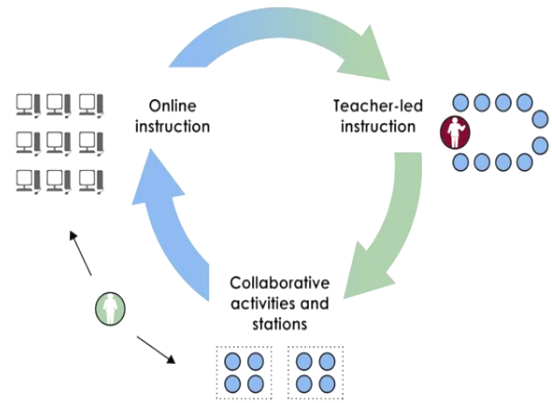 Online
instruction
Teacher-led
instruction
Collaborative
activities and
stations